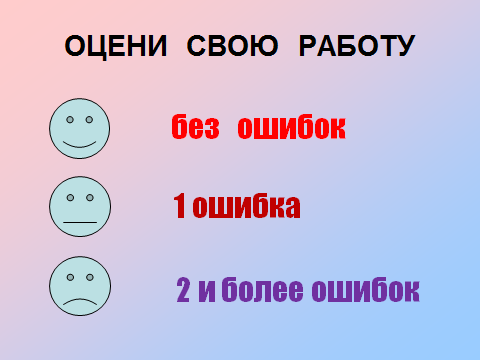 ОЦЕНИ СВОЮ РАБОТУ
без ошибок
1 ошибка
2 и более ошибок